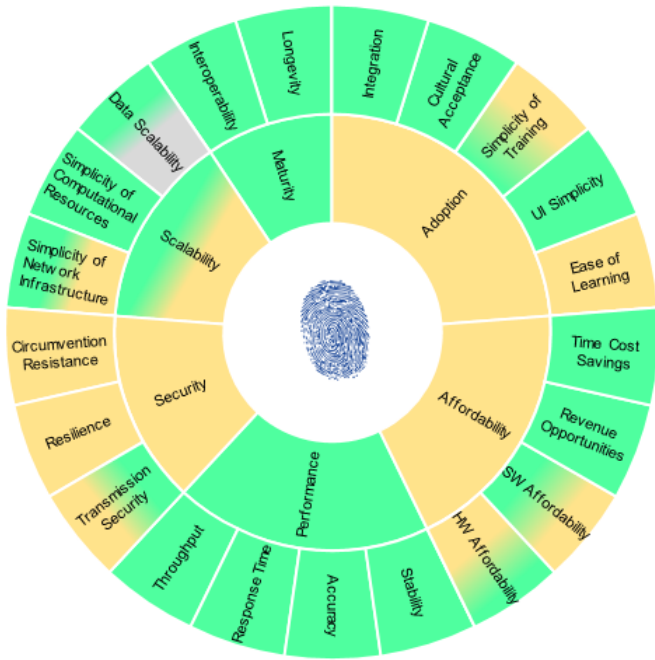 Integration
Cultural
Acceptance
Simplicity of
Training
UI Simplicity
Ease of
Learning
Time Cost
Savings
Revenue
Opportunities
SW Affordability
HW Affordability
Stability
Accuracy
Response Time
Throughput
Transmission
Security
Resilience
Circumvention
Resistance
Simplicity of
Network
Infrastructure
Simplicity of
Computational
Resources
Data Scalability
Interoperability
Longevity
Adoption
Affordability
Performance
Security
Scalability
Maturity